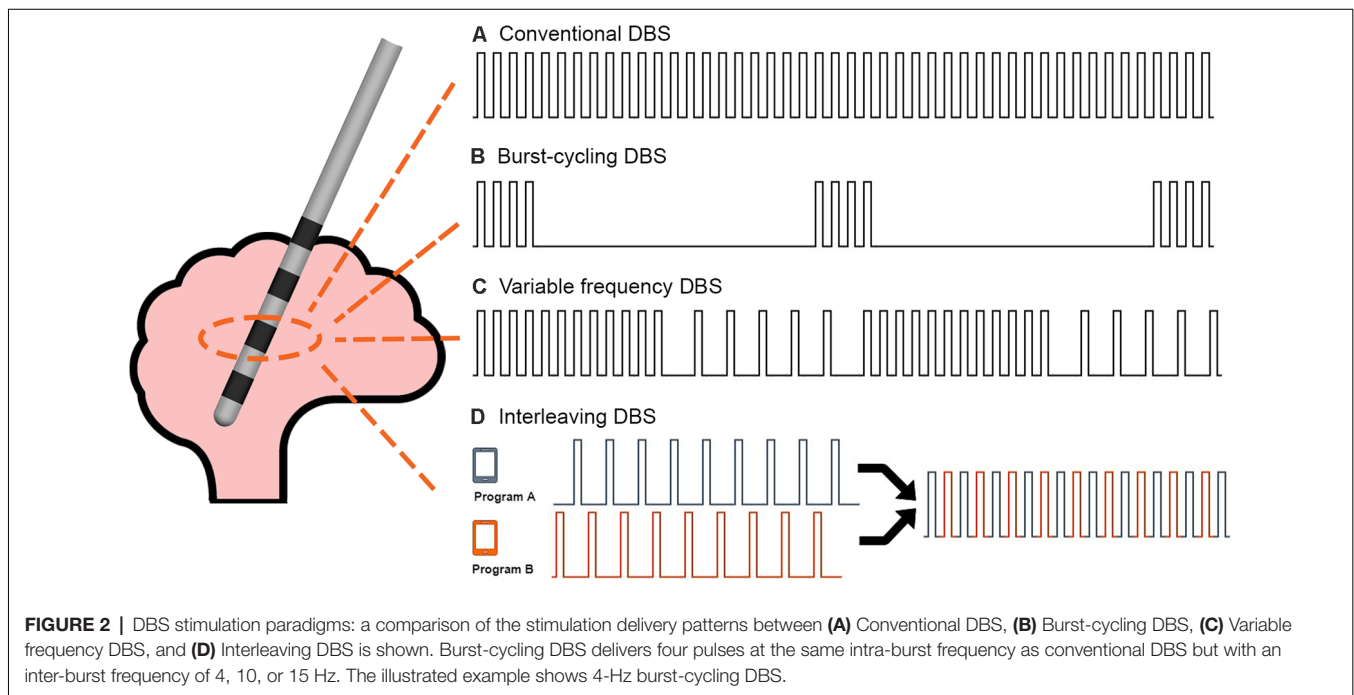 A Conventional DBS
B Burst-cycling DBS
C Variable frequency DBS
D Interleaving DBS
Program A
Program B
FIGURE 2 | DBS stimulation paradigms: a comparison of the stimulation delivery patterns between (A) Conventional DBS, (B) Burst-cycling DBS, (C) Variable
frequency DBS, and (D) Interleaving DBS is shown. Burst-cycling DBS delivers four pulses at the same intra-burst frequency as conventional DBS but with an
inter-burst frequency of 4, 10, or 15 Hz. The illustrated example shows 4-Hz burst-cycling DBS.